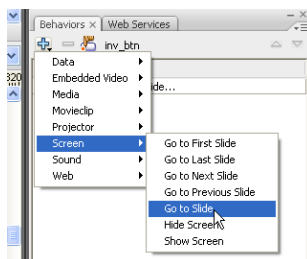 Behaviors × Web Services
inv_btn
320
ide...
Data
Embedded Video
Media
Movieclip
Projector
Screen
Sound
Web
Go to First Slide
Go to Last Slide
Go to Next Slide
Go to Previous Slide
Go to Slide
Hide Screen
Show Screen